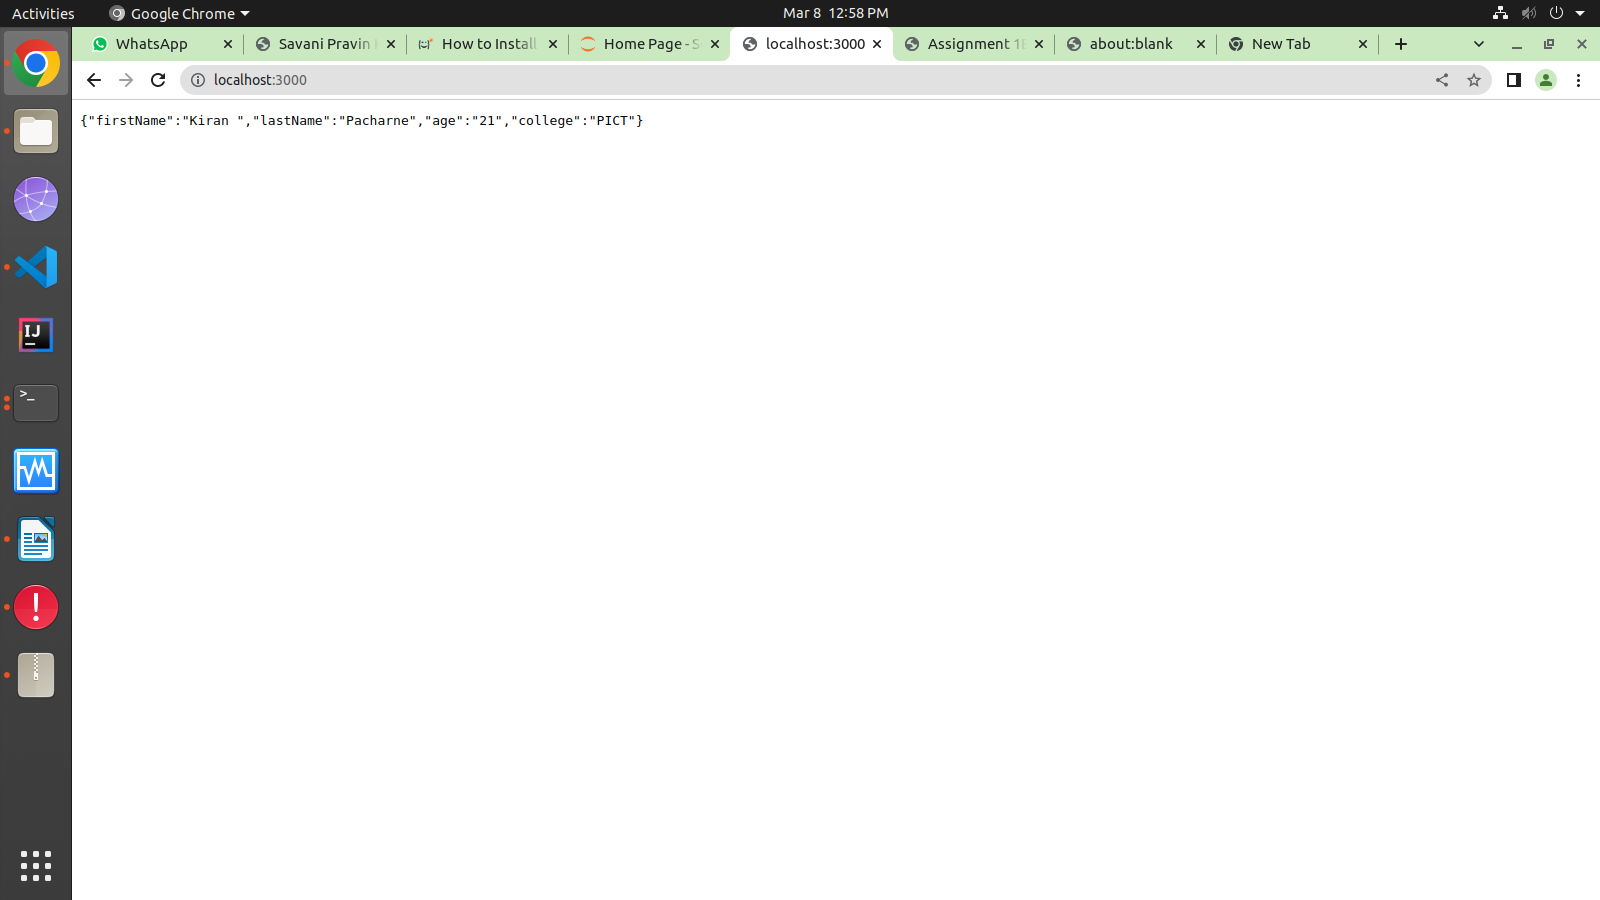 Activities Google Chrome Mar 8 12:58 PM
WhatsApp Savani Pravin How to Install Home Page - S localhost:3000 Assignment 1 about:blank New Tab
localhost:3000
{"firstName":"Kiran ","lastName":"Pacharne","age":"21","college":"PICT"}
IJ
>_